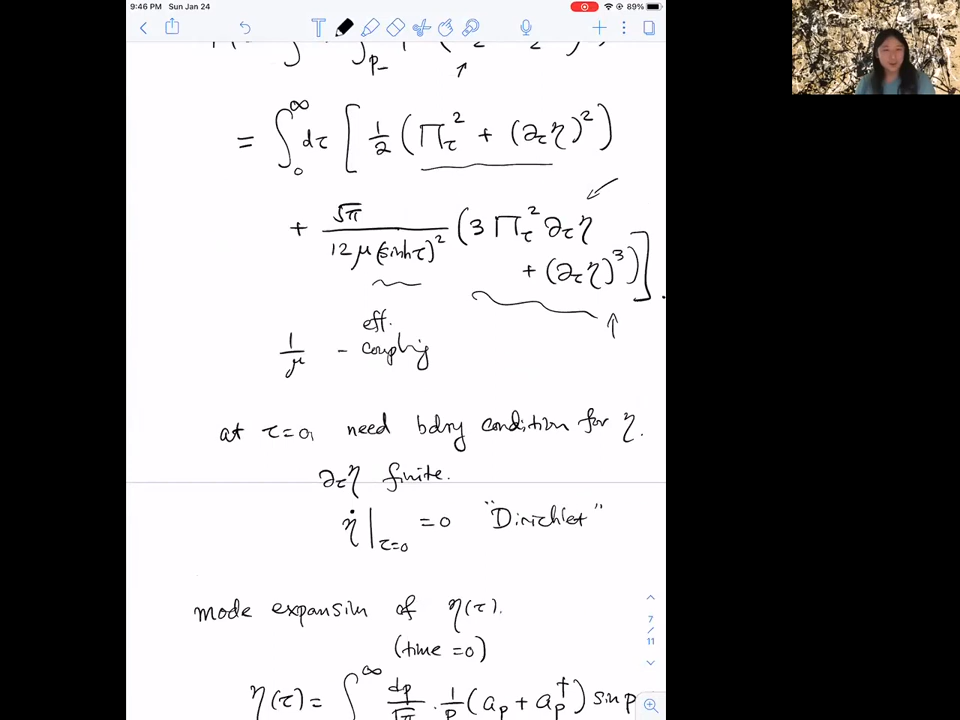 9:46 PM Sun Jan 24
89%
T
= ∫₀^∞ dτ [ 1/2 ( Π_τ² + (∂_τ η)² )
+ √π / 12 μ (sinh τ)² ( 3 Π_τ² ∂_τ η
+ (∂_τ η)³ ) ] .
eff.
1/μ – coupling
at τ=0, need bdry condition for η.
∂_τ η finite.
η̇ |_{τ=0} = 0 "Dirichlet"
mode expansion of η(τ).
(time = 0)
7
/
11
η(τ) = ∫^∞ dp/√π · 1/p ( a_p + a_p† ) sin p